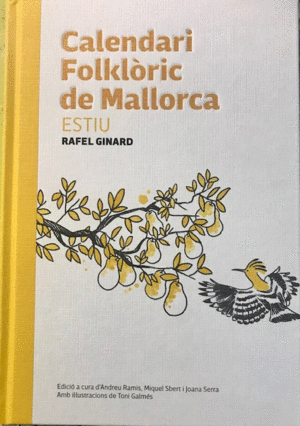 Calendari
Folklòric
de Mallorca
ESTIU
RAFEL GINARD
Edició a cura d'Andreu Ramis, Miquel Sbert i Joana Serra
Amb il·lustracions de Toni Galmés